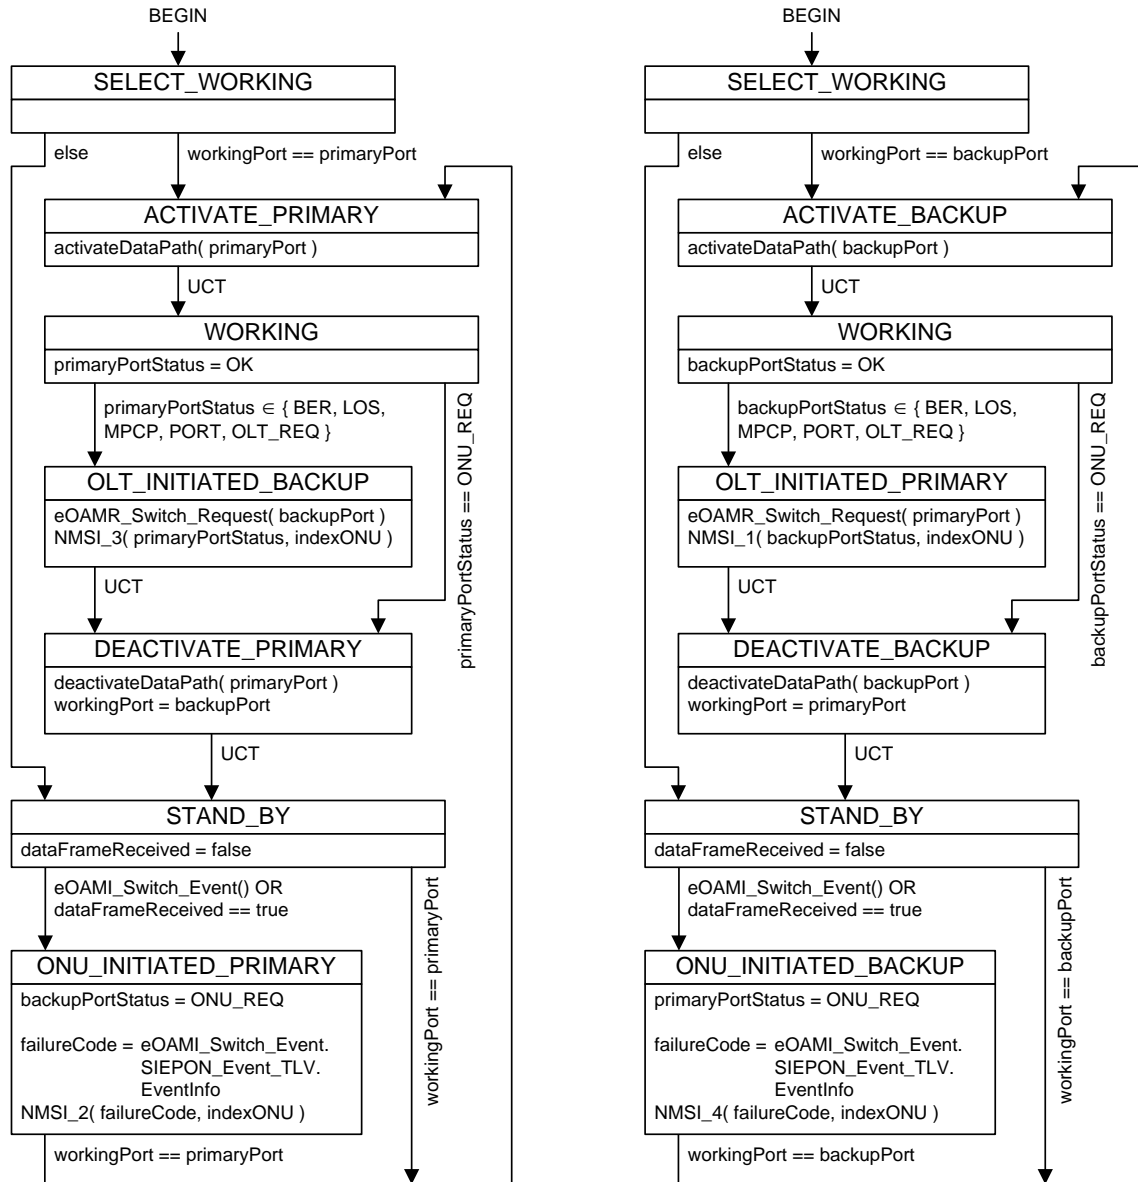 BEGIN
SELECT_WORKING
else
workingPort == primaryPort
ACTIVATE_PRIMARY
activateDataPath( primaryPort )
UCT
WORKING
primaryPortStatus = OK
primaryPortStatus ∈ { BER, LOS,
MPCP, PORT, OLT_REQ }
primaryPortStatus == ONU_REQ
OLT_INITIATED_BACKUP
eOAMR_Switch_Request( backupPort )
NMSI_3( primaryPortStatus, indexONU )
UCT
DEACTIVATE_PRIMARY
deactivateDataPath( primaryPort )
workingPort = backupPort
UCT
STAND_BY
dataFrameReceived = false
eOAMI_Switch_Event() OR
dataFrameReceived == true
workingPort == primaryPort
ONU_INITIATED_PRIMARY
backupPortStatus = ONU_REQ
failureCode = eOAMI_Switch_Event.
SIEPON_Event_TLV.
EventInfo
NMSI_2( failureCode, indexONU )
workingPort == primaryPort
BEGIN
SELECT_WORKING
else
workingPort == backupPort
ACTIVATE_BACKUP
activateDataPath( backupPort )
UCT
WORKING
backupPortStatus = OK
backupPortStatus ∈ { BER, LOS,
MPCP, PORT, OLT_REQ }
backupPortStatus == ONU_REQ
OLT_INITIATED_PRIMARY
eOAMR_Switch_Request( primaryPort )
NMSI_1( backupPortStatus, indexONU )
UCT
DEACTIVATE_BACKUP
deactivateDataPath( backupPort )
workingPort = primaryPort
UCT
STAND_BY
dataFrameReceived = false
eOAMI_Switch_Event() OR
dataFrameReceived == true
workingPort == backupPort
ONU_INITIATED_BACKUP
primaryPortStatus = ONU_REQ
failureCode = eOAMI_Switch_Event.
SIEPON_Event_TLV.
EventInfo
NMSI_4( failureCode, indexONU )
workingPort == backupPort